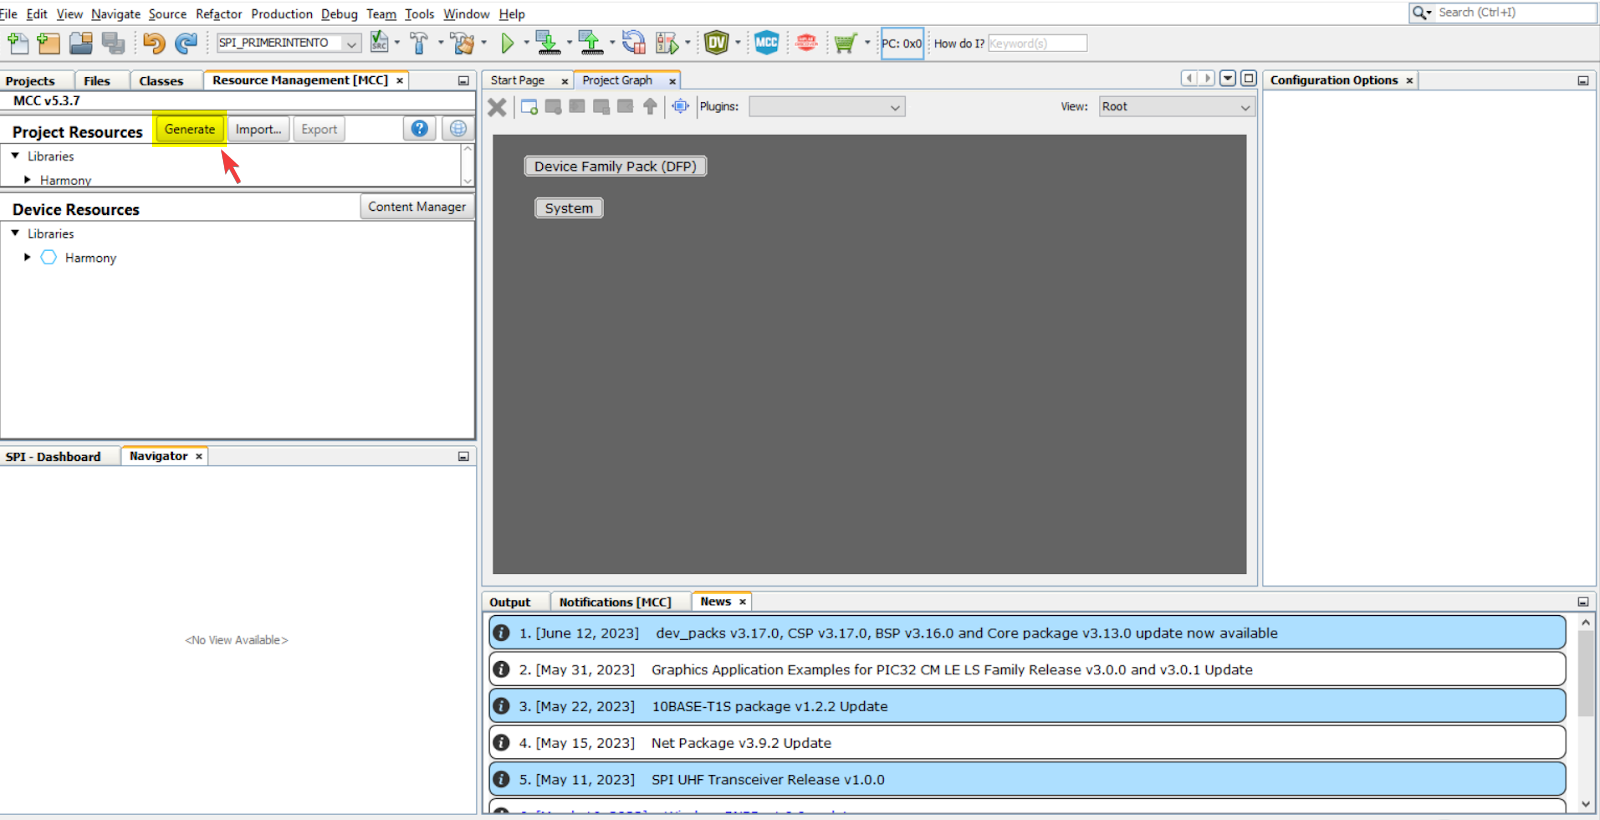 File Edit View Navigate Source Refactor Production Debug Team Tools Window Help
Search (Ctrl+I)
SPI_PRIMERINTENTO
SRC
DV
MCC
PC: 0x0
How do I?
Keyword(s)
Projects
Files
Classes
Resource Management [MCC] ×
MCC v5.3.7
Project Resources
Generate
Import...
Export
?
Libraries
Harmony
Device Resources
Content Manager
Libraries
Harmony
SPI - Dashboard
Navigator ×
<No View Available>
Start Page ×
Project Graph ×
Plugins:
View:
Root
Device Family Pack (DFP)
System
Configuration Options ×
Output
Notifications [MCC]
News ×
1. [June 12, 2023] dev_packs v3.17.0, CSP v3.17.0, BSP v3.16.0 and Core package v3.13.0 update now available
2. [May 31, 2023] Graphics Application Examples for PIC32 CM LE LS Family Release v3.0.0 and v3.0.1 Update
3. [May 22, 2023] 10BASE-T1S package v1.2.2 Update
4. [May 15, 2023] Net Package v3.9.2 Update
5. [May 11, 2023] SPI UHF Transceiver Release v1.0.0